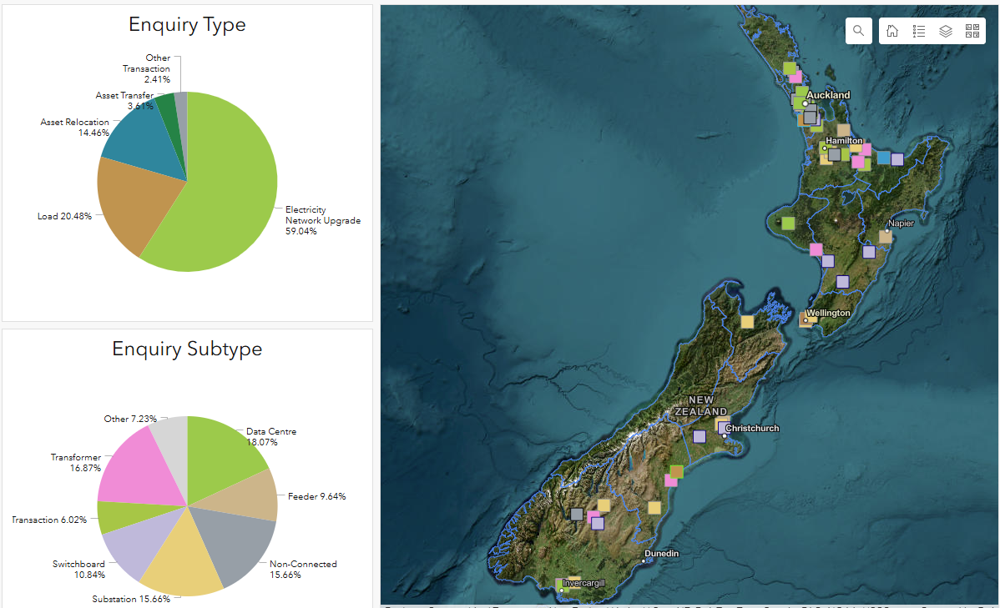 Enquiry Type
Other
Transaction
2.41%
Asset Transfer
3.61%
Asset Relocation
14.46%
Load 20.48%
Electricity
Network Upgrade
59.04%
Enquiry Subtype
Other 7.23%
Data Centre
18.07%
Transformer
16.87%
Feeder 9.64%
Transaction 6.02%
Switchboard
10.84%
Non-Connected
15.66%
Substation 15.66%
Auckland
Hamilton
Napier
Wellington
NEW
ZEALAND
Christchurch
Dunedin
Invercargill